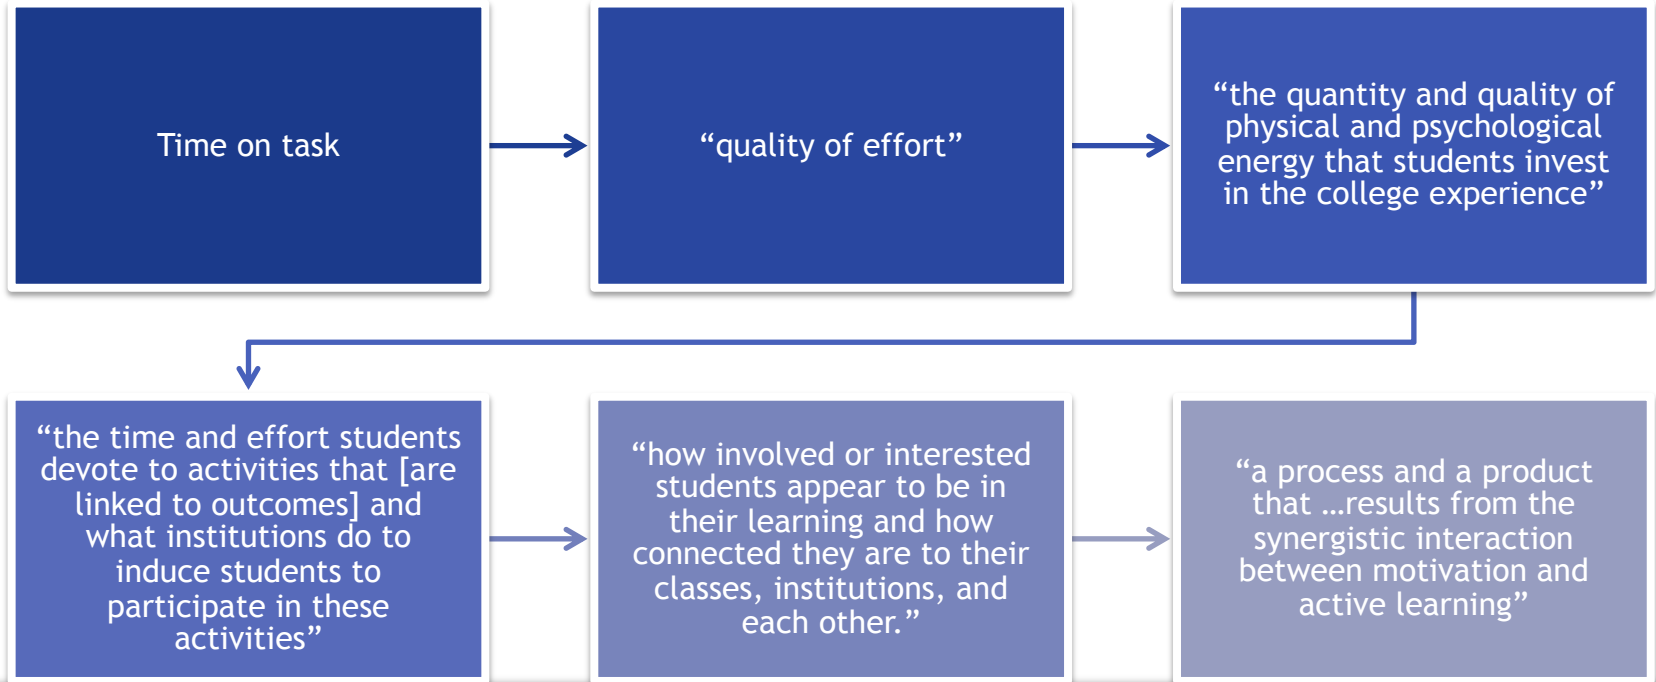 Time on task
“quality of effort”
“the quantity and quality of
physical and psychological
energy that students invest
in the college experience”
“the time and effort students
devote to activities that [are
linked to outcomes] and
what institutions do to
induce students to
participate in these
activities”
“how involved or interested
students appear to be in
their learning and how
connected they are to their
classes, institutions, and
each other.”
“a process and a product
that …results from the
synergistic interaction
between motivation and
active learning”